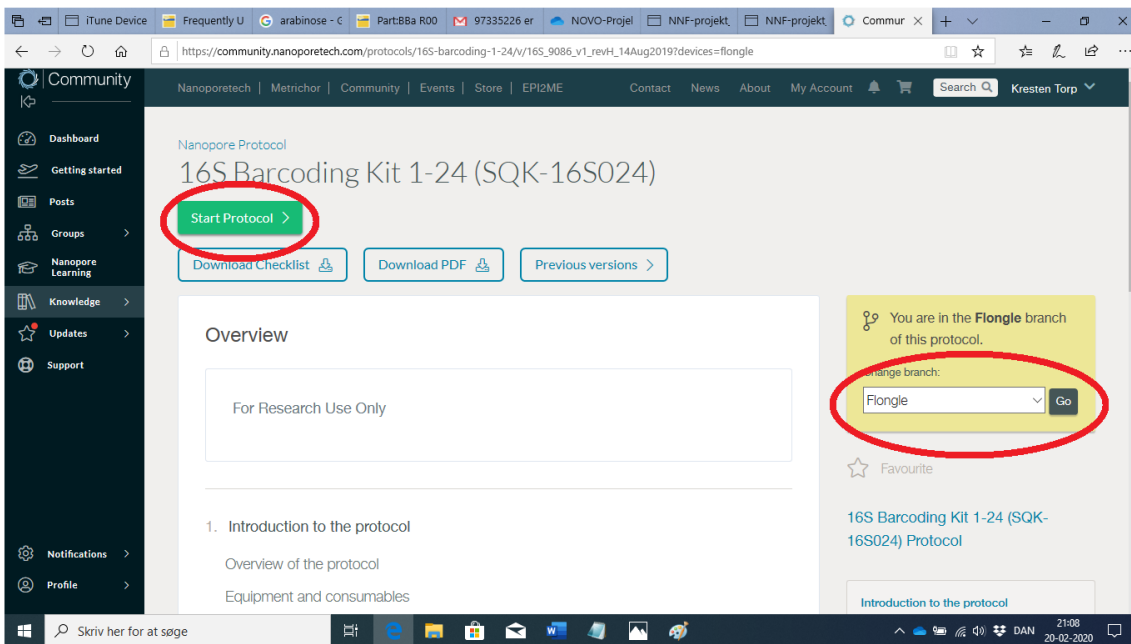 iTune Device
Frequently U
arabinose - G
Part:BBa R00
97335226 er
NOVO-Projel
NNF-projekt,
NNF-projekt,
Commur
https://community.nanoporetech.com/protocols/16S-barcoding-1-24/v/16S_9086_v1_revH_14Aug2019?devices=flongle
Community
Nanoporetech | Metrichor | Community | Events | Store | EPI2ME
Contact News About My Account Search Kresten Torp
Dashboard
Getting started
Posts
Groups
Nanopore
Learning
Knowledge
Updates
Support
Notifications
Profile
Nanopore Protocol
16S Barcoding Kit 1-24 (SQK-16S024)
Start Protocol
Download Checklist
Download PDF
Previous versions
Overview
For Research Use Only
1. Introduction to the protocol
Overview of the protocol
Equipment and consumables
You are in the Flongle branch
of this protocol.
Change branch:
Flongle
Go
Favourite
16S Barcoding Kit 1-24 (SQK-
16S024) Protocol
Introduction to the protocol
Skriv her for at søge
DAN
21:08
20-02-2020